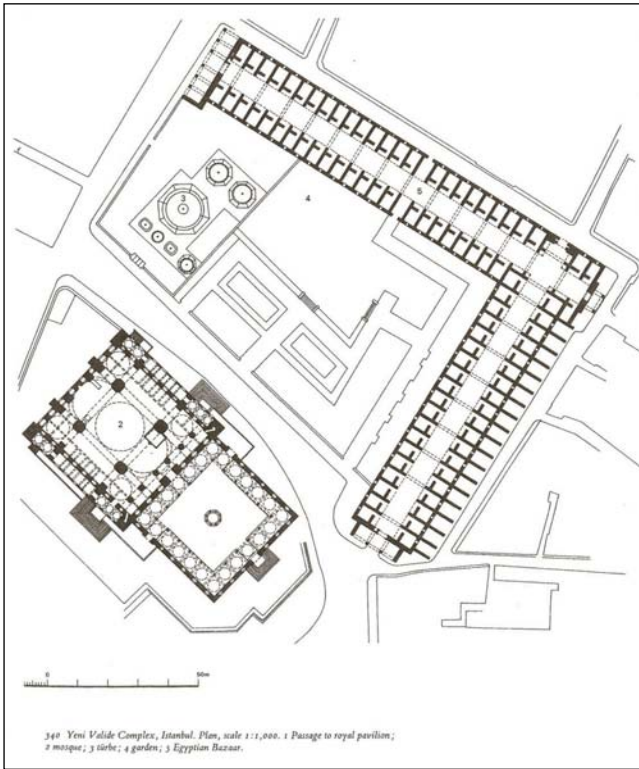 5
3
4
2
0 50m
340 Yeni Valide Complex, Istanbul. Plan, scale 1:1,000. 1 Passage to royal pavilion;
2 mosque; 3 türbe; 4 garden; 5 Egyptian Bazaar.